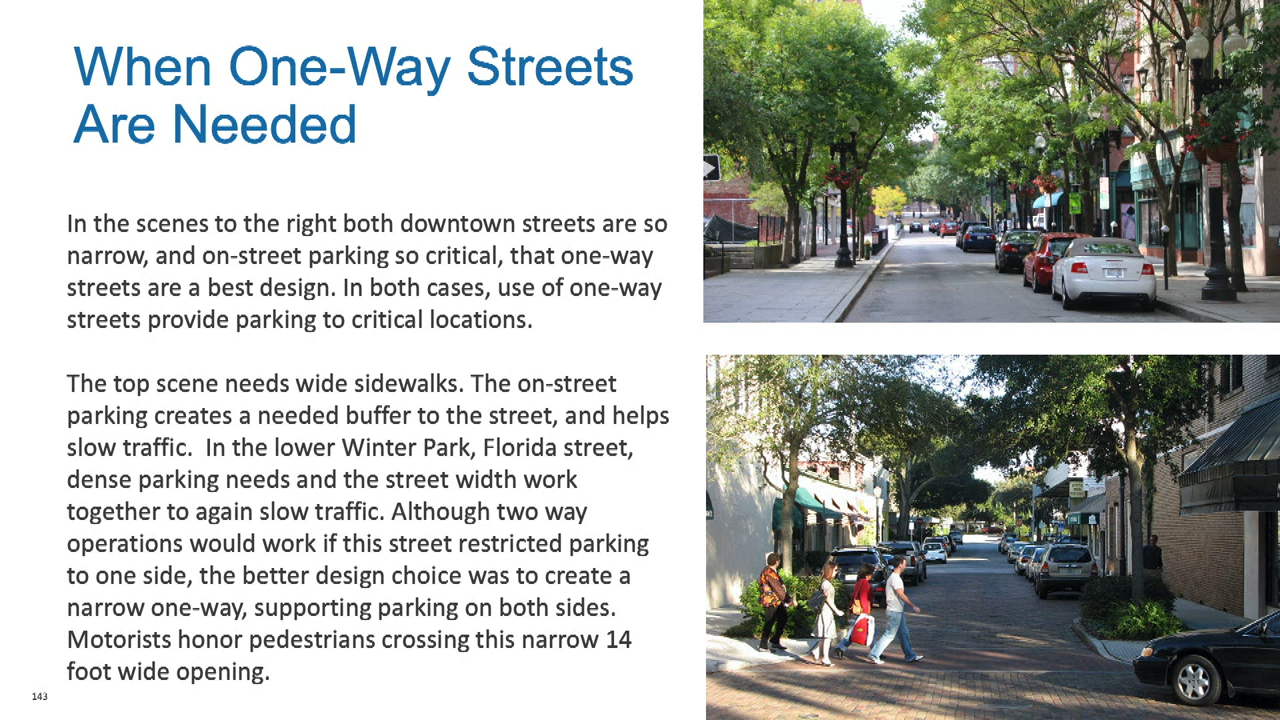 When One-Way Streets
Are Needed
In the scenes to the right both downtown streets are so
narrow, and on-street parking so critical, that one-way
streets are a best design. In both cases, use of one-way
streets provide parking to critical locations.
The top scene needs wide sidewalks. The on-street
parking creates a needed buffer to the street, and helps
slow traffic.  In the lower Winter Park, Florida street,
dense parking needs and the street width work
together to again slow traffic. Although two way
operations would work if this street restricted parking
to one side, the better design choice was to create a
narrow one-way, supporting parking on both sides.
Motorists honor pedestrians crossing this narrow 14
foot wide opening.
143